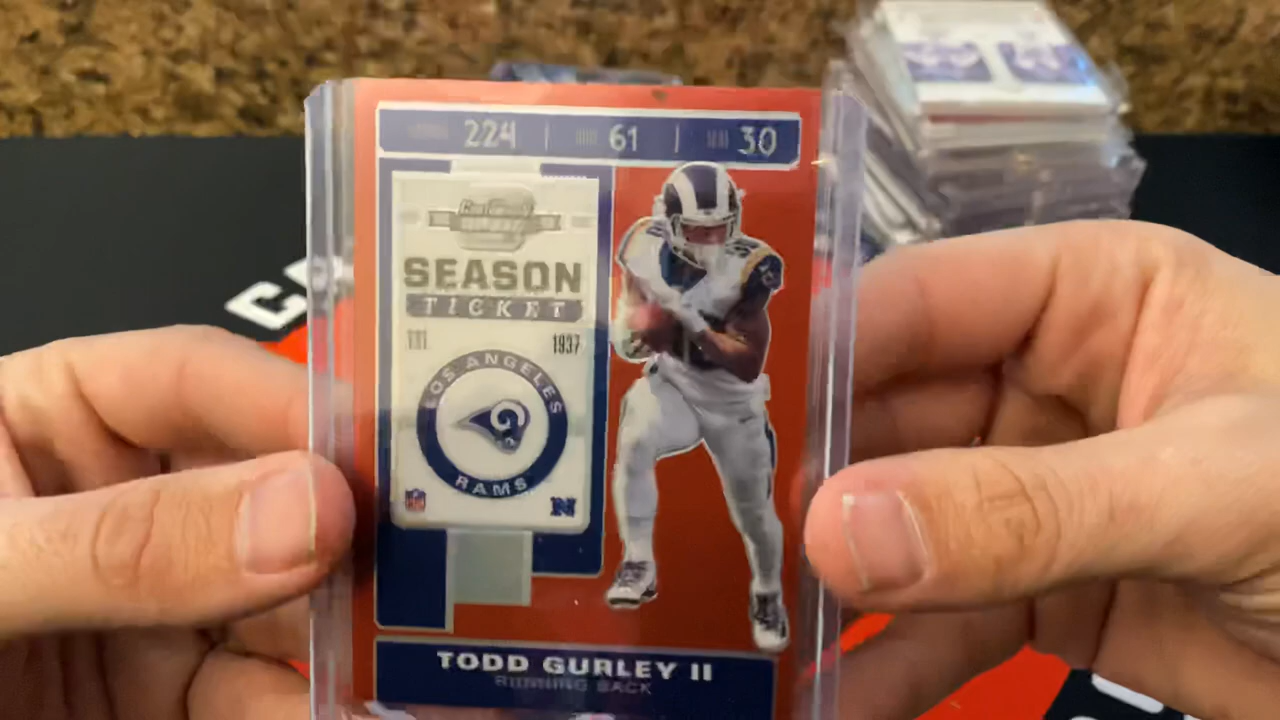 224 | 61 | 30
SEASON
TICKET
1937
LOS ANGELES
RAMS
N
TODD GURLEY II
RUNNING BACK